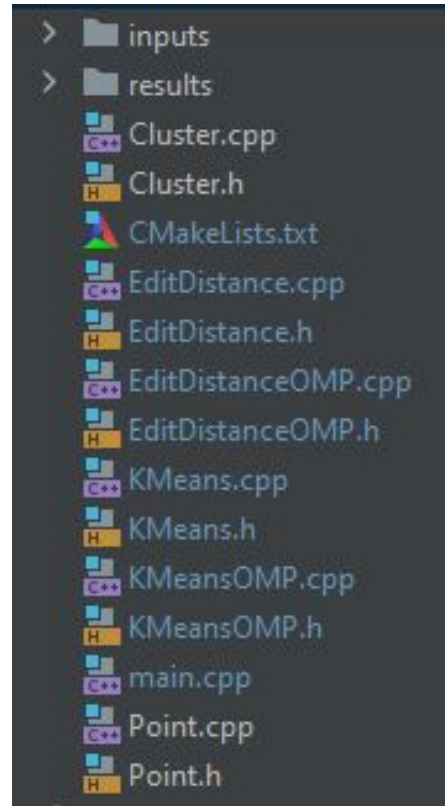 inputs
results
C++ Cluster.cpp
H Cluster.h
CMakeLists.txt
C++ EditDistance.cpp
H EditDistance.h
C++ EditDistanceOMP.cpp
H EditDistanceOMP.h
C++ KMeans.cpp
H KMeans.h
C++ KMeansOMP.cpp
H KMeansOMP.h
C++ main.cpp
C++ Point.cpp
H Point.h